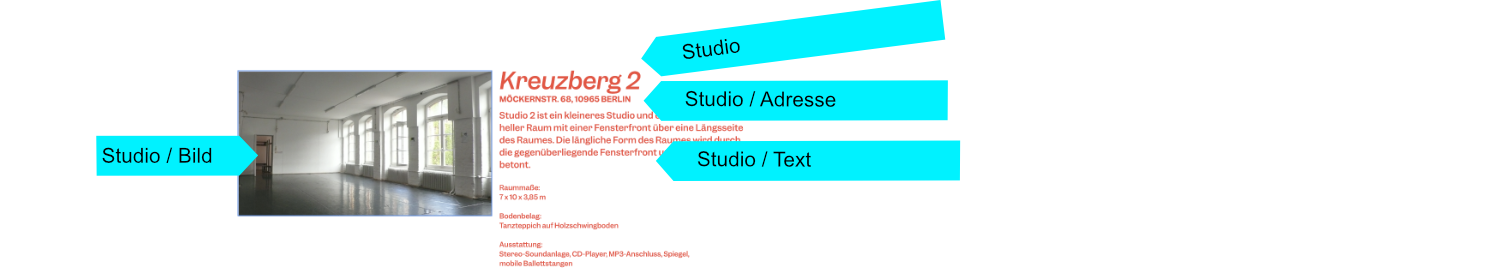 Studio
Kreuzberg 2
MÖCKERNSTR. 68, 10965 BERLIN
Studio / Adresse
Studio 2 ist ein kleineres Studio und
heller Raum mit einer Fensterfront über eine Längsseite
des Raumes. Die längliche Form des Raumes wird durch
die gegenüberliegende Fensterfront
betont.
Studio / Bild
Studio / Text
Raummaße:
7 x 10 x 3,85 m
Bodenbelag:
Tanzteppich auf Holzschwingboden
Ausstattung:
Stereo-Soundanlage, CD-Player, MP3-Anschluss, Spiegel,
mobile Ballettstangen